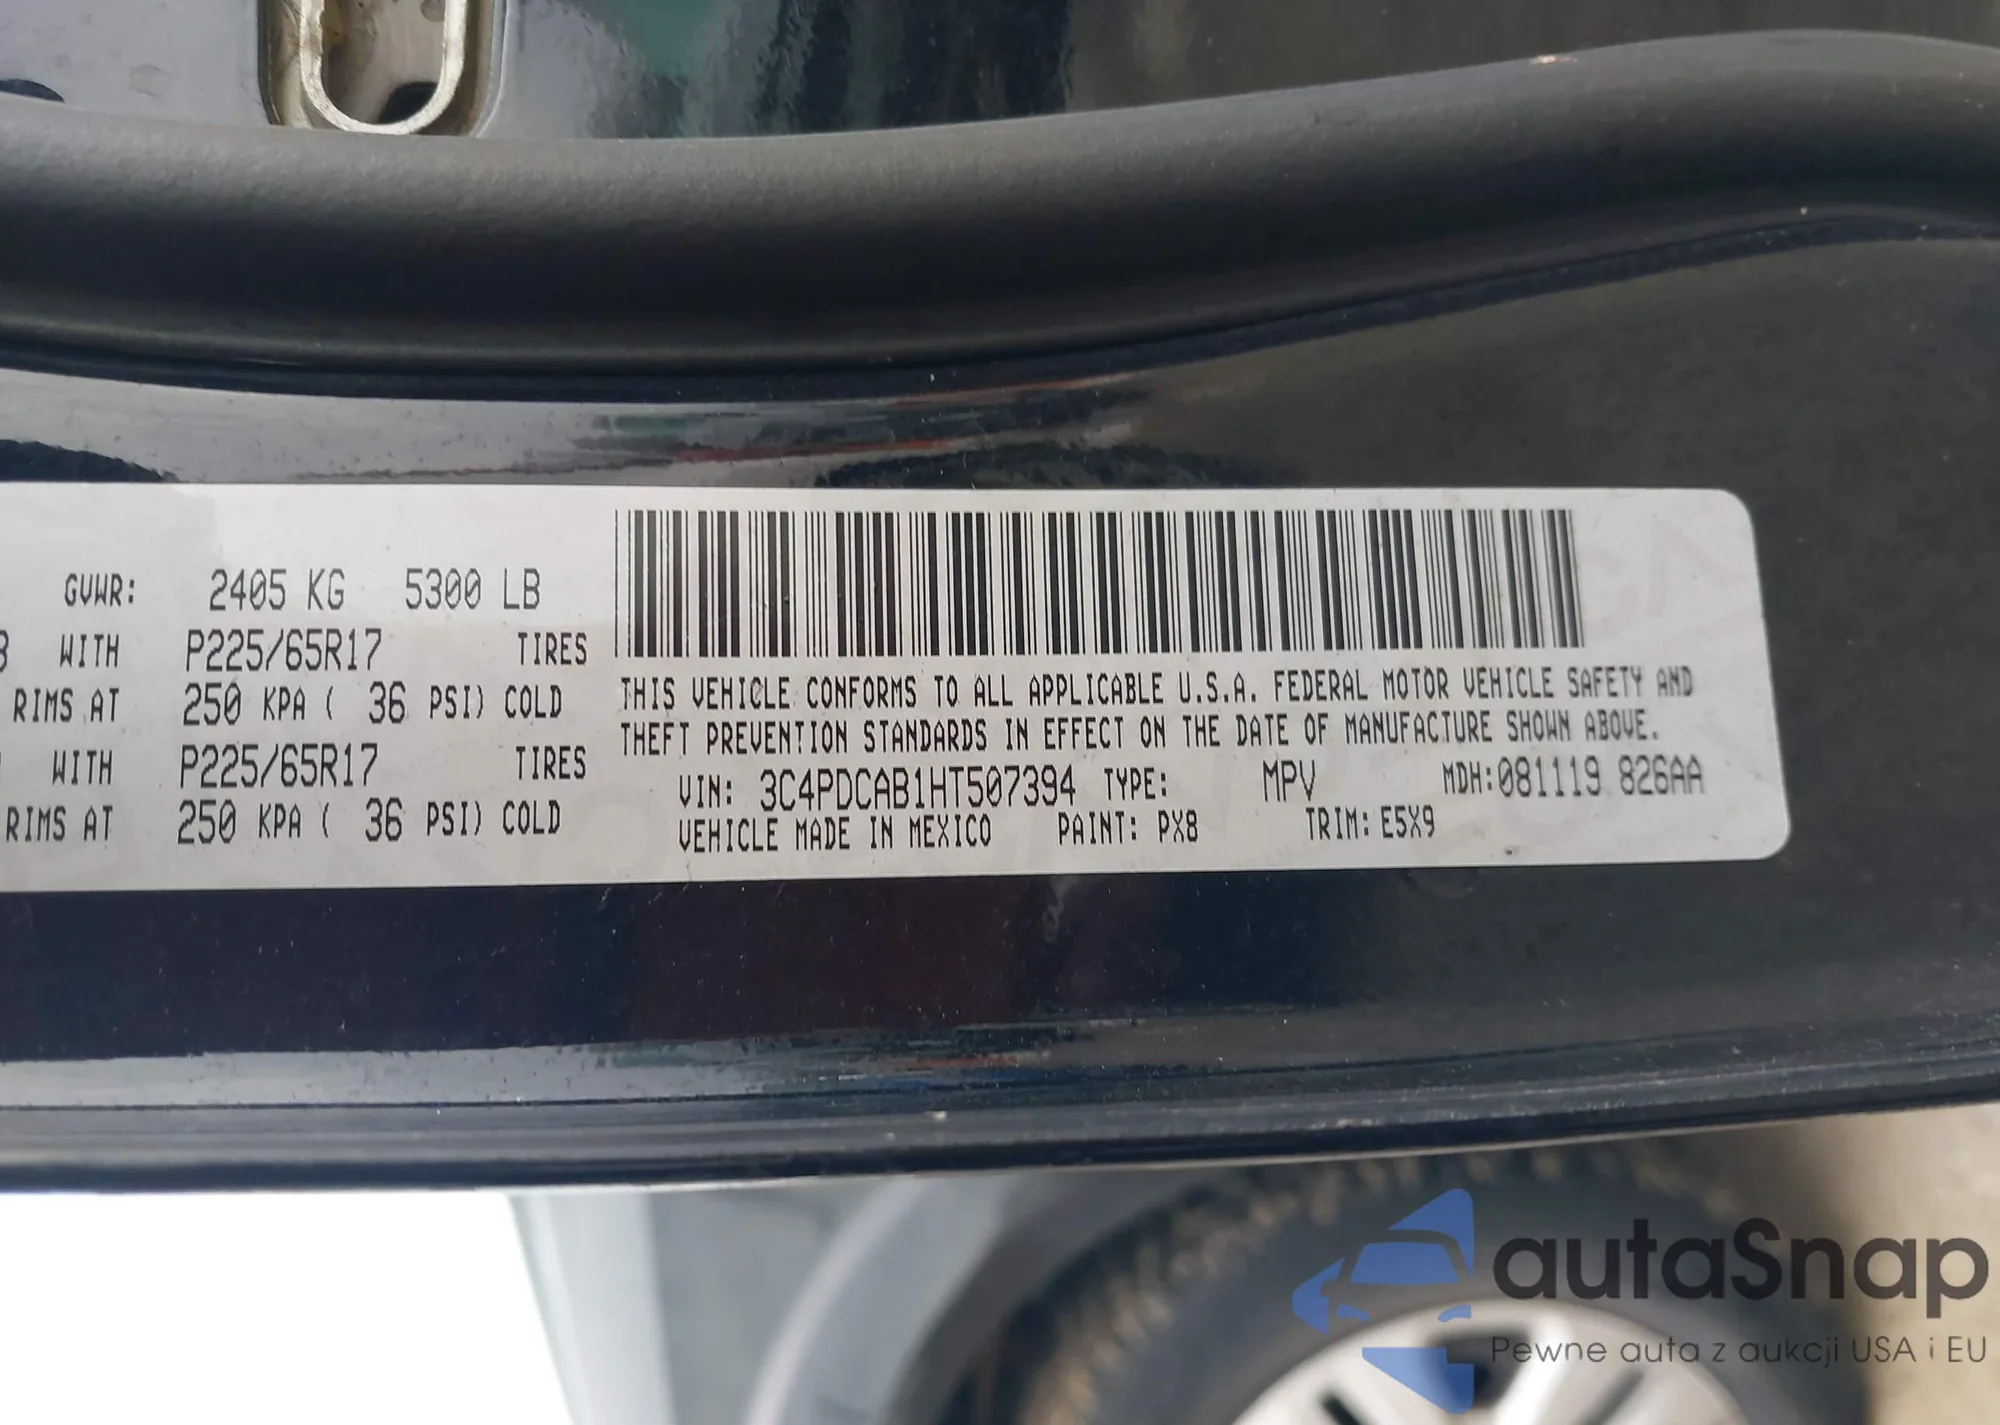 GVWR: 2405 KG 5300 LB
WITH P225/65R17 TIRES
RIMS AT 250 KPA ( 36 PSI) COLD
WITH P225/65R17 TIRES
RIMS AT 250 KPA ( 36 PSI) COLD
THIS VEHICLE CONFORMS TO ALL APPLICABLE U.S.A. FEDERAL MOTOR VEHICLE SAFETY AND
THEFT PREVENTION STANDARDS IN EFFECT ON THE DATE OF MANUFACTURE SHOWN ABOVE.
VIN: 3C4PDCAB1HT507394 TYPE: MPV MDH:081119 826AA
VEHICLE MADE IN MEXICO PAINT: PX8 TRIM: E5X9
autaSnap
Pewne auta z aukcji USA i EU